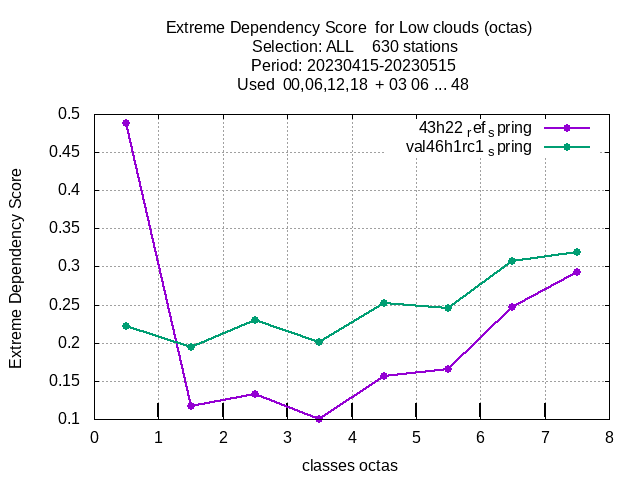 Extreme Dependency Score  for Low clouds (octas)
Selection: ALL    630 stations
Period: 20230415-20230515
Used  00,06,12,18  + 03 06 ... 48
43h22 ref spring
val46h1rc1 spring
Extreme Dependency Score
0.5
0.45
0.4
0.35
0.3
0.25
0.2
0.15
0.1
0 1 2 3 4 5 6 7 8
classes octas